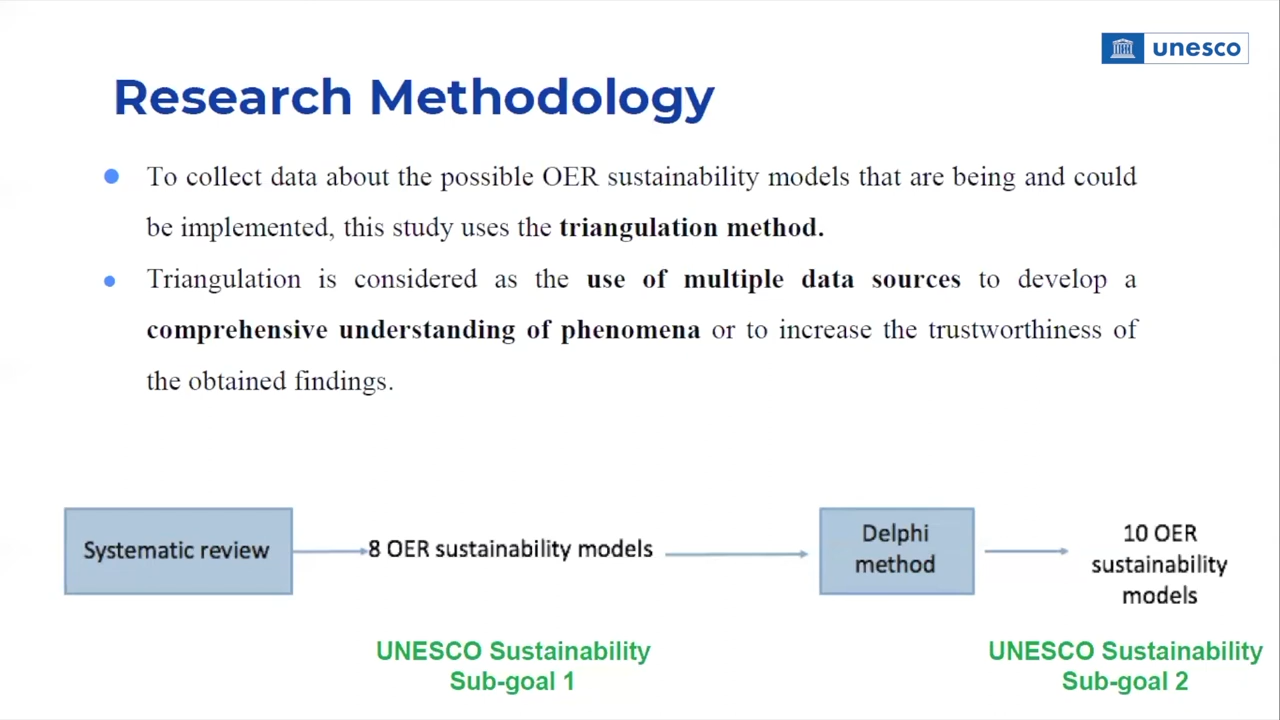 unesco
Research Methodology
To collect data about the possible OER sustainability models that are being and could
be implemented, this study uses the triangulation method.
Triangulation is considered as the use of multiple data sources to develop a
comprehensive understanding of phenomena or to increase the trustworthiness of
the obtained findings.
Systematic review
8 OER sustainability models
Delphi
method
10 OER
sustainability
models
UNESCO Sustainability
Sub-goal 1
UNESCO Sustainability
Sub-goal 2